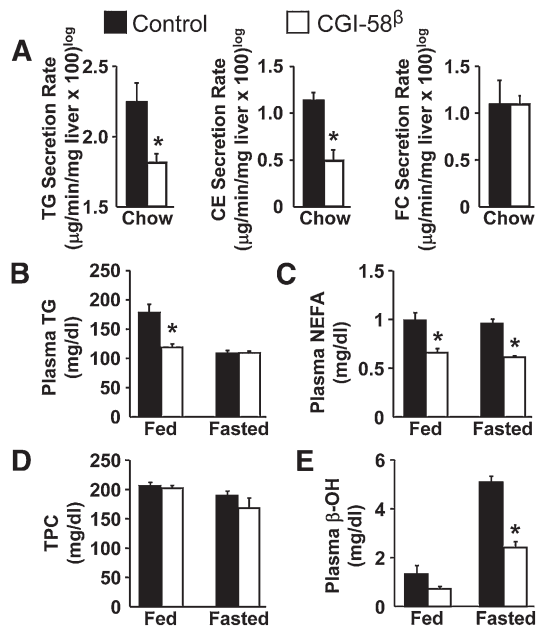 Control CGI-58β
A
TG Secretion Rate
(μg/min/mg liver x 100)log
2.5
2.0
1.5
*
Chow
CE Secretion Rate
(μg/min/mg liver x 100)log
1.5
1.0
0.5
0
*
Chow
FC Secretion Rate
(μg/min/mg liver x 100)log
1.5
1.0
0.5
0
Chow
B
Plasma TG
(mg/dl)
250
200
150
100
50
0
*
Fed Fasted
C
Plasma NEFA
(mg/dl)
1.5
1
0.5
0
* *
Fed Fasted
D
TPC
(mg/dl)
250
200
150
100
50
0
Fed Fasted
E
Plasma β-OH
(mg/dl)
6
4
2
0
*
Fed Fasted